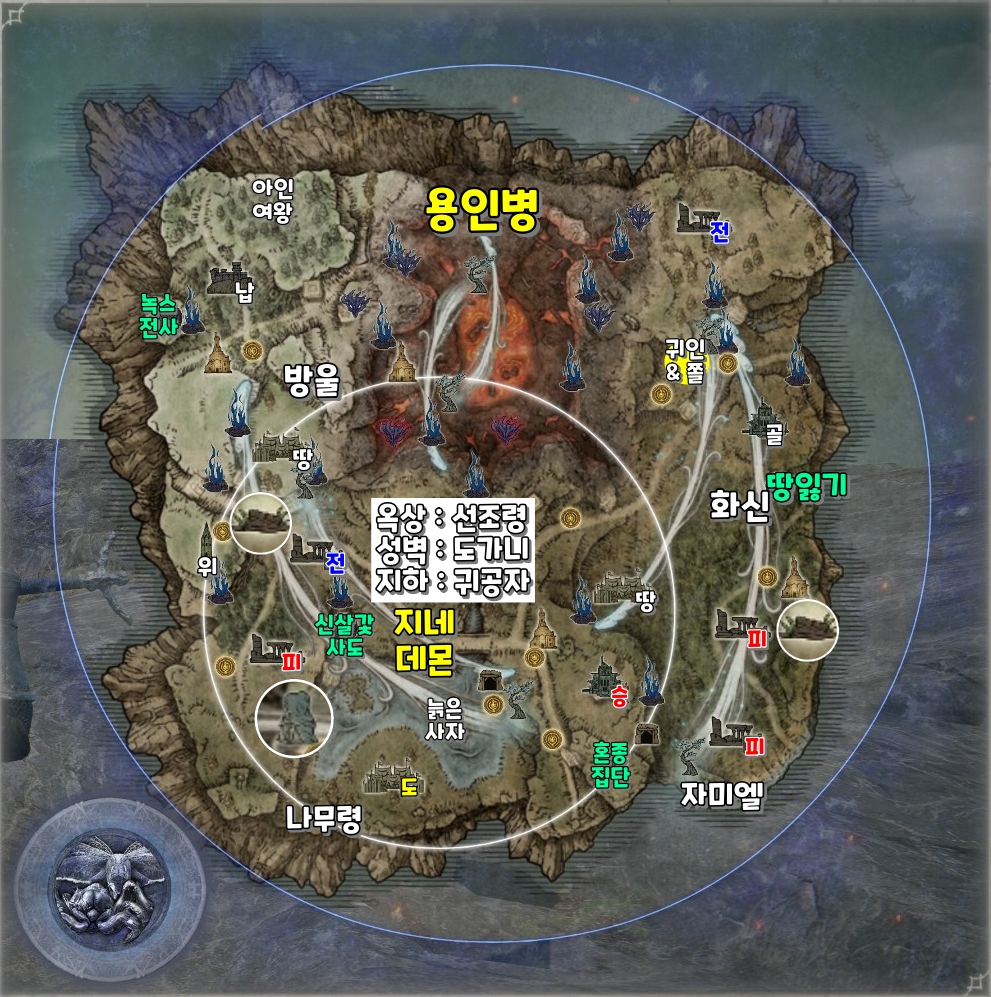 아인
여왕
용인병
전
납
녹스
전사
귀인
& 쫄
방울
골
땅
땅잃기
화신
옥상 : 선조령
성벽 : 도가니
지하 : 귀공자
전
위
땅
신살갗
사도
지네
데몬
피
피
승
늙은
사자
피
혼종
집단
도
자미엘
나무령